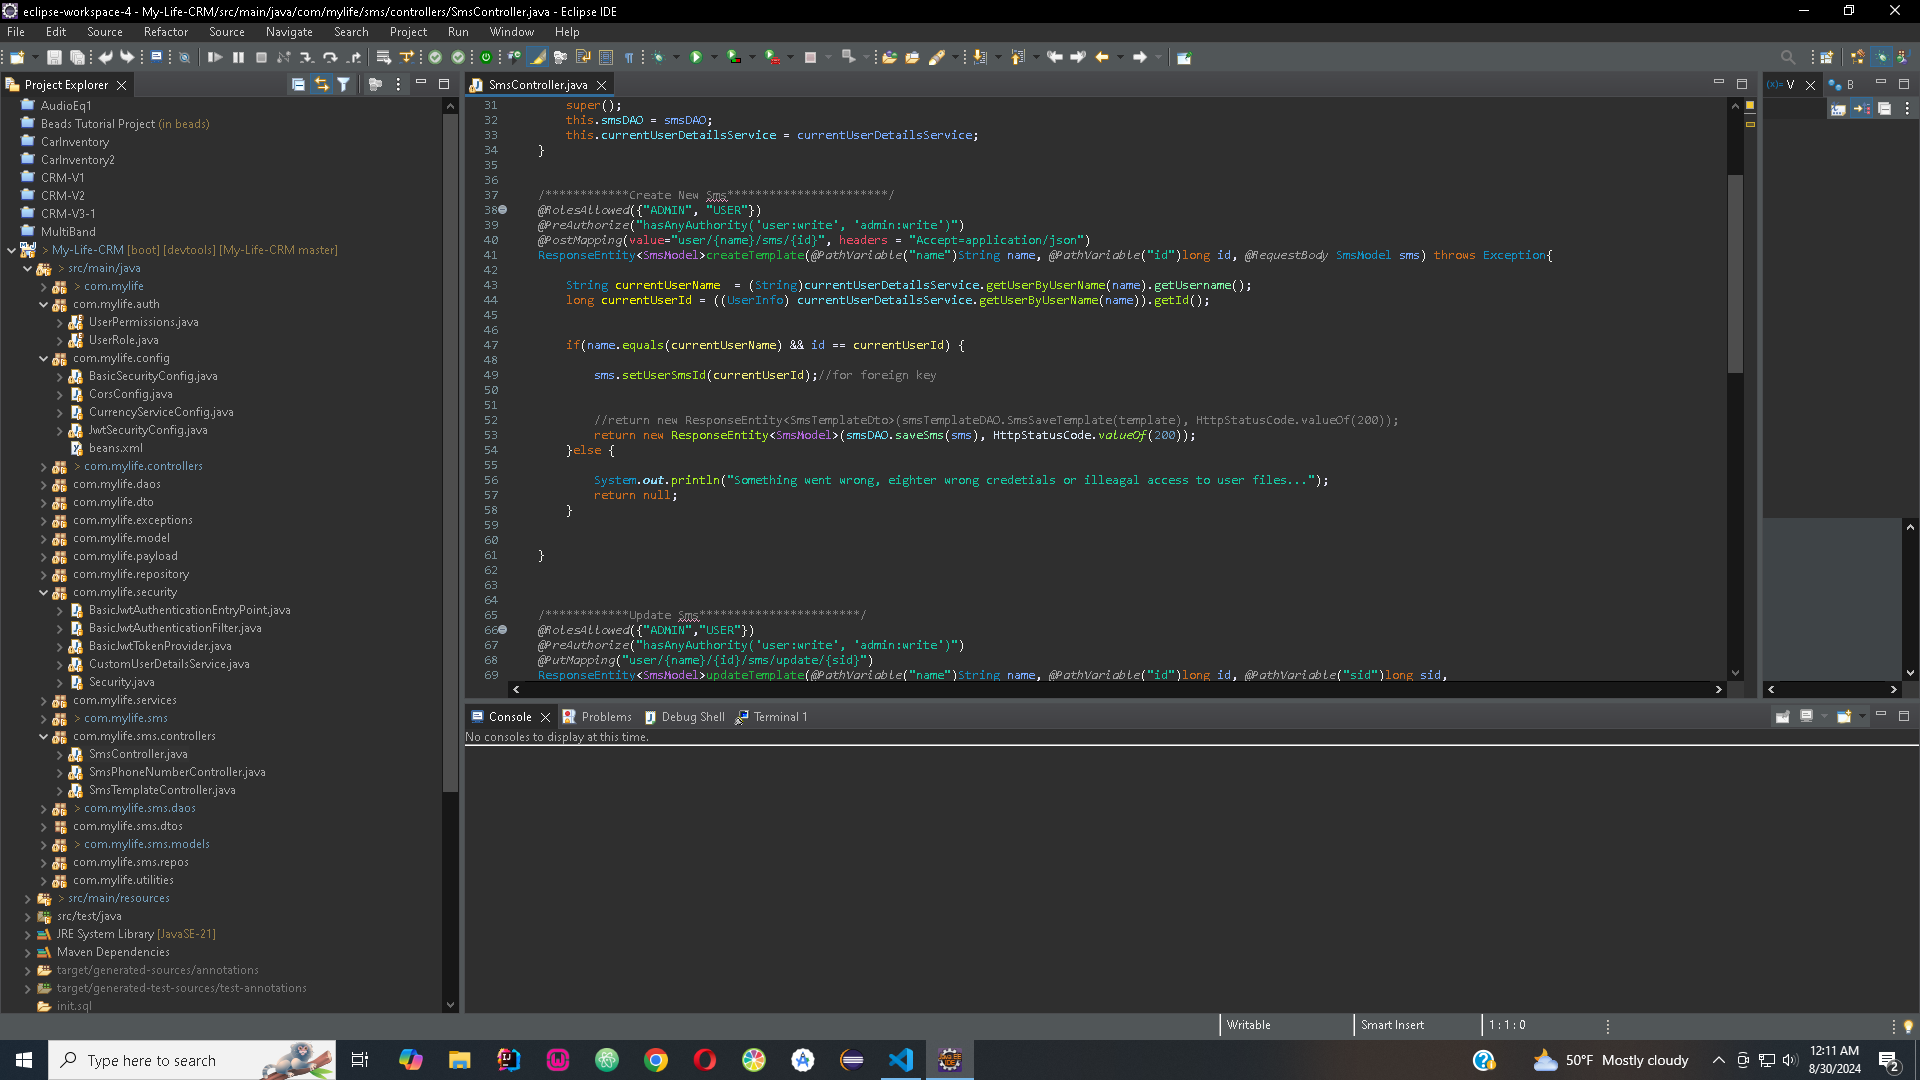 eclipse-workspace-4 - My-Life-CRM/src/main/java/com/mylife/sms/controllers/SmsController.java - Eclipse IDE
File Edit Source Refactor Source Navigate Search Project Run Window Help
Project Explorer
AudioEq1
Beads Tutorial Project (in beads)
CarInventory
CarInventory2
CRM-V1
CRM-V2
CRM-V3-1
MultiBand
> My-Life-CRM [boot] [devtools] [My-Life-CRM master]
> src/main/java
> com.mylife
com.mylife.auth
UserPermissions.java
UserRole.java
com.mylife.config
BasicSecurityConfig.java
CorsConfig.java
CurrencyServiceConfig.java
JwtSecurityConfig.java
beans.xml
> com.mylife.controllers
com.mylife.daos
com.mylife.dto
com.mylife.exceptions
com.mylife.model
com.mylife.payload
com.mylife.repository
com.mylife.security
BasicJwtAuthenticationEntryPoint.java
BasicJwtAuthenticationFilter.java
BasicJwtTokenProvider.java
CustomUserDetailsService.java
Security.java
com.mylife.services
> com.mylife.sms
com.mylife.sms.controllers
SmsController.java
SmsPhoneNumberController.java
SmsTemplateController.java
> com.mylife.sms.daos
com.mylife.sms.dtos
> com.mylife.sms.models
com.mylife.sms.repos
com.mylife.utilities
> src/main/resources
src/test/java
JRE System Library [JavaSE-21]
Maven Dependencies
target/generated-sources/annotations
target/generated-test-sources/test-annotations
init.sql
SmsController.java
31 super();
32 this.smsDAO = smsDAO;
33 this.currentUserDetailsService = currentUserDetailsService;
34 }
35
36
37 /************Create New Sms***********************/
38 @RolesAllowed({"ADMIN", "USER"})
39 @PreAuthorize("hasAnyAuthority('user:write', 'admin:write')")
40 @PostMapping(value="user/{name}/sms/{id}", headers = "Accept=application/json")
41 ResponseEntity<SmsModel>createTemplate(@PathVariable("name")String name, @PathVariable("id")long id, @RequestBody SmsModel sms) throws Exception{
42
43 String currentUserName = (String)currentUserDetailsService.getUserByUserName(name).getUsername();
44 long currentUserId = ((UserInfo) currentUserDetailsService.getUserByUserName(name)).getId();
45
46
47 if(name.equals(currentUserName) && id == currentUserId) {
48
49 sms.setUserSmsId(currentUserId);//for foreign key
50
51
52 //return new ResponseEntity<SmsTemplateDto>(smsTemplateDAO.SmsSaveTemplate(template), HttpStatusCode.valueOf(200));
53 return new ResponseEntity<SmsModel>(smsDAO.saveSms(sms), HttpStatusCode.valueOf(200));
54 }else {
55
56 System.out.println("Something went wrong, eighter wrong credetials or illeagal access to user files...");
57 return null;
58 }
59
60
61 }
62
63
64
65 /************Update Sms***********************/
66 @RolesAllowed({"ADMIN","USER"})
67 @PreAuthorize("hasAnyAuthority('user:write', 'admin:write')")
68 @PutMapping("user/{name}/{id}/sms/update/{sid}")
69 ResponseEntity<SmsModel>updateTemplate(@PathVariable("name")String name, @PathVariable("id")long id, @PathVariable("sid")long sid,
(x)= V B
Console Problems Debug Shell Terminal 1
No consoles to display at this time.
Writable Smart Insert 1 : 1 : 0
Type here to search
50°F Mostly cloudy
12:11 AM
8/30/2024
2